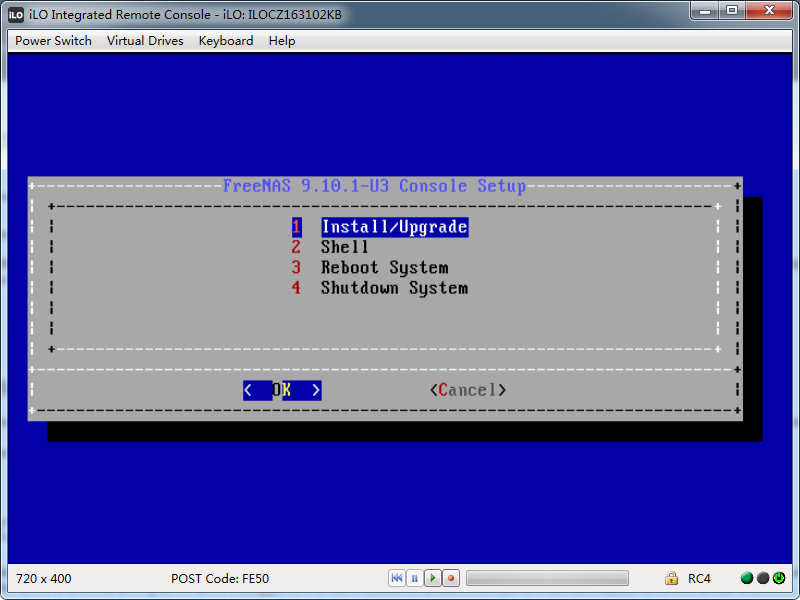 iLO iLO Integrated Remote Console - iLO: ILOCZ163102KB
Power Switch Virtual Drives Keyboard Help
FreeNAS 9.10.1-U3 Console Setup
1 Install/Upgrade
2 Shell
3 Reboot System
4 Shutdown System
< OK > <Cancel>
720 x 400 POST Code: FE50 RC4